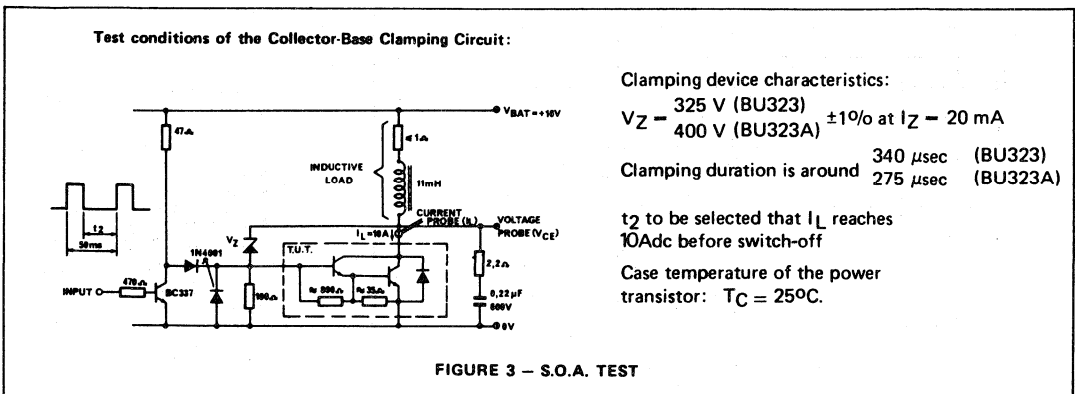 Test conditions of the Collector-Base Clamping Circuit:
VBAT = +16V
47Ω
≤1Ω
INDUCTIVE
LOAD
11mH
CURRENT
PROBE (IL)
IL = 10A
VOLTAGE
PROBE (VCE)
t2
50ms
VZ
1N4001
T.U.T.
2,2Ω
INPUT
470Ω
BC337
100Ω
≈ 35Ω
0,22 µF
600V
0V
Clamping device characteristics:
VZ = 325 V (BU323)
400 V (BU323A) ±1% at IZ = 20 mA
Clamping duration is around 340 µsec (BU323)
275 µsec (BU323A)
t2 to be selected that IL reaches
10Adc before switch-off
Case temperature of the power
transistor: TC = 25ºC.
FIGURE 3 – S.O.A. TEST